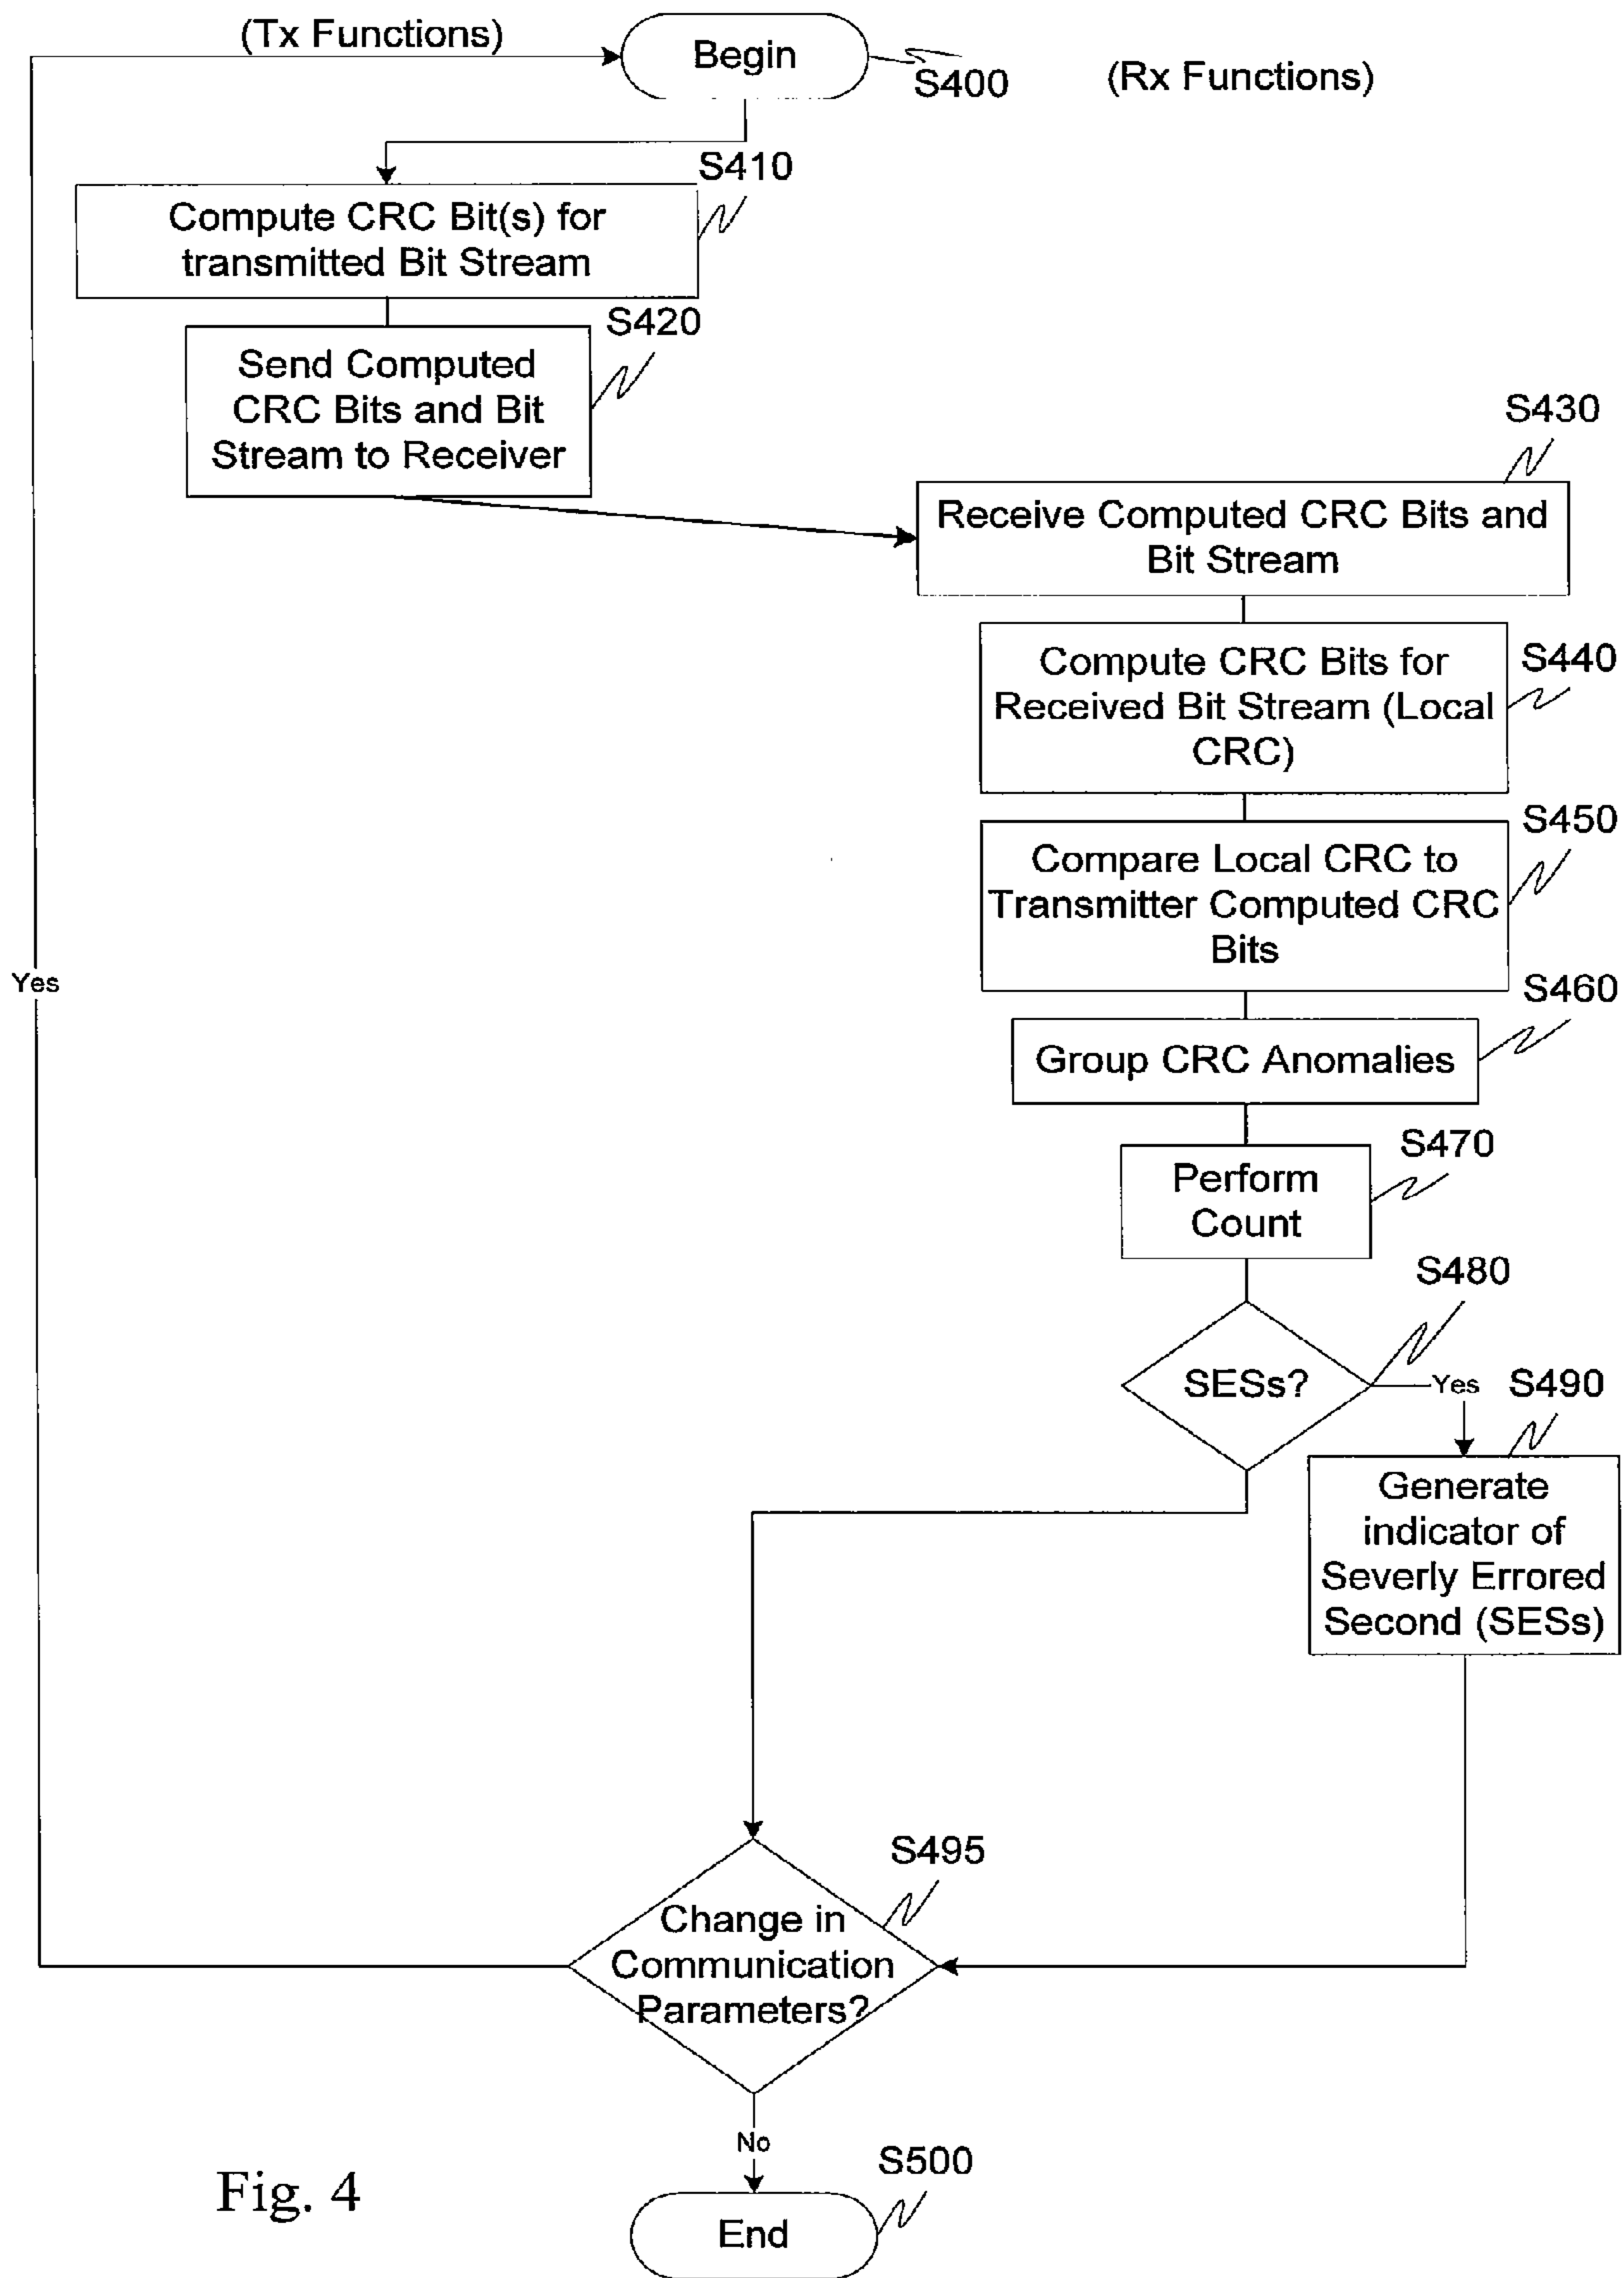 (Tx Functions)
Begin
S400
(Rx Functions)
S410
Compute CRC Bit(s) for
transmitted Bit Stream
S420
Send Computed
CRC Bits and Bit
Stream to Receiver
S430
Receive Computed CRC Bits and
Bit Stream
S440
Compute CRC Bits for
Received Bit Stream (Local
CRC)
S450
Compare Local CRC to
Transmitter Computed CRC
Bits
Yes
S460
Group CRC Anomalies
S470
Perform
Count
S480
SESs?
Yes
S490
Generate
indicator of
Severly Errored
Second (SESs)
S495
Change in
Communication
Parameters?
No
S500
End
Fig. 4